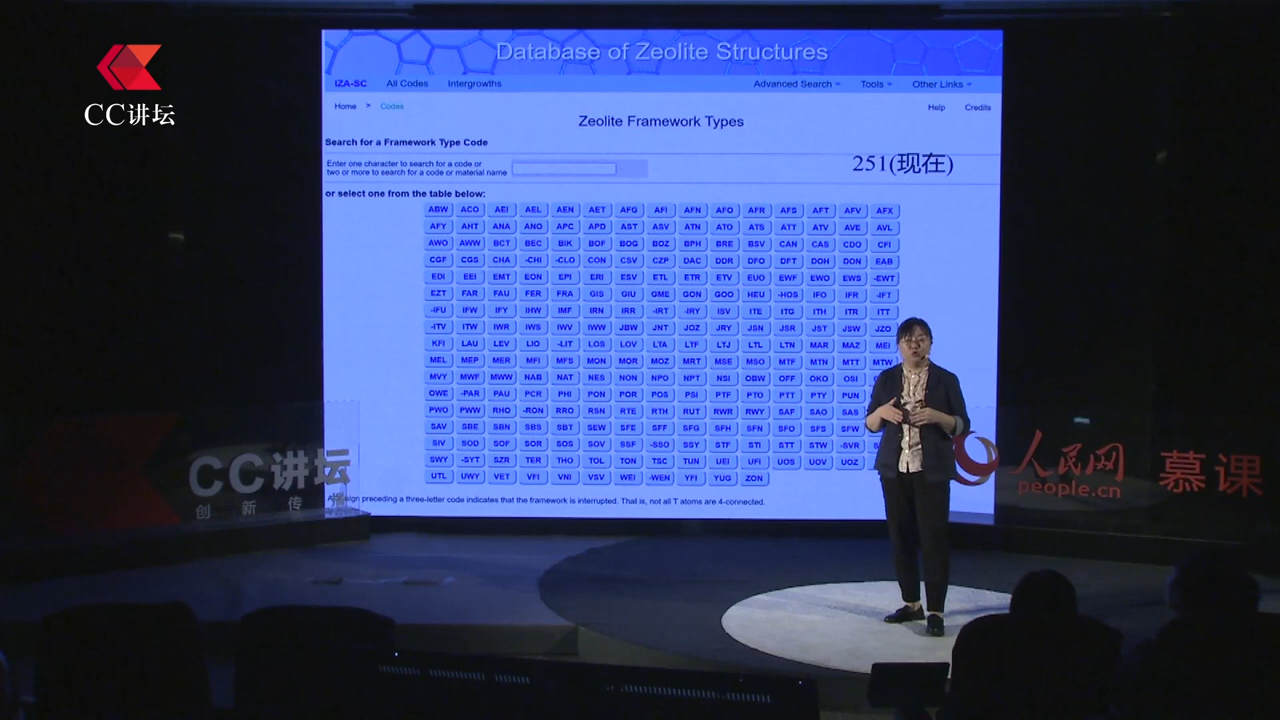 CC讲坛
Database of Zeolite Structures
IZA-SC All Codes Intergrowths Advanced Search Tools Other Links
Home > Codes Help Credits
Zeolite Framework Types
Search for a Framework Type Code
Enter one character to search for a code or
two or more to search for a code or material name
251(现在)
or select one from the table below:
ABW ACO AEI AEL AEN AET AFG AFI AFN AFO AFR AFS AFT AFV AFX
AFY AHT ANA ANO APC APD AST ASV ATN ATO ATS ATT ATV AVE AVL
AWO AWW BCT BEC BIK BOF BOG BOZ BPH BRE BSV CAN CAS CDO CFI
CGF CGS CHA -CHI -CLO CON CSV CZP DAC DDR DFO DFT DOH DON EAB
EDI EEI EMT EON EPI ERI ESV ETL ETR ETV EUO EWF EWO EWS -EWT
EZT FAR FAU FER FRA GIS GIU GME GON GOO HEU -HOS IFO IFR -IFT
-IFU IFW IFY IHW IMF IRN IRR -IRT -IRY ISV ITE ITG ITH ITR ITT
-ITV ITW IWR IWS IWV IWW JBW JNT JOZ JRY JSN JSR JST JSW JZO
KFI LAU LEV LIO -LIT LOS LOV LTA LTF LTJ LTL LTN MAR MAZ MEI
MEL MEP MER MFI MFS MON MOR MOZ MRT MSE MSO MTF MTN MTT MTW
MVY MWF MWW NAB NAT NES NON NPO NPT NSI OBW OFF OKO OSI
OWE -PAR PAU PCR PHI PON POR POS PSI PTF PTO PTT PTY PUN
PWO PWW RHO -RON RRO RSN RTE RTH RUT RWR RWY SAF SAO SAS
SAV SBE SBN SBS SBT SEW SFE SFF SFG SFH SFN SFO SFS SFW
SIV SOD SOF SOR SOS SOV SSF -SSO SSY STF STI STT STW -SVR
SWY -SYT SZR TER THO TOL TON TSC TUN UEI UFI UOS UOV UOZ
UTL UWY VET VFI VNI VSV WEI -WEN YFI YUG ZON
sign preceding a three-letter code indicates that the framework is interrupted. That is, not all T atoms are 4-connected.
CC讲坛
创新传播
人民网
people.cn
慕课